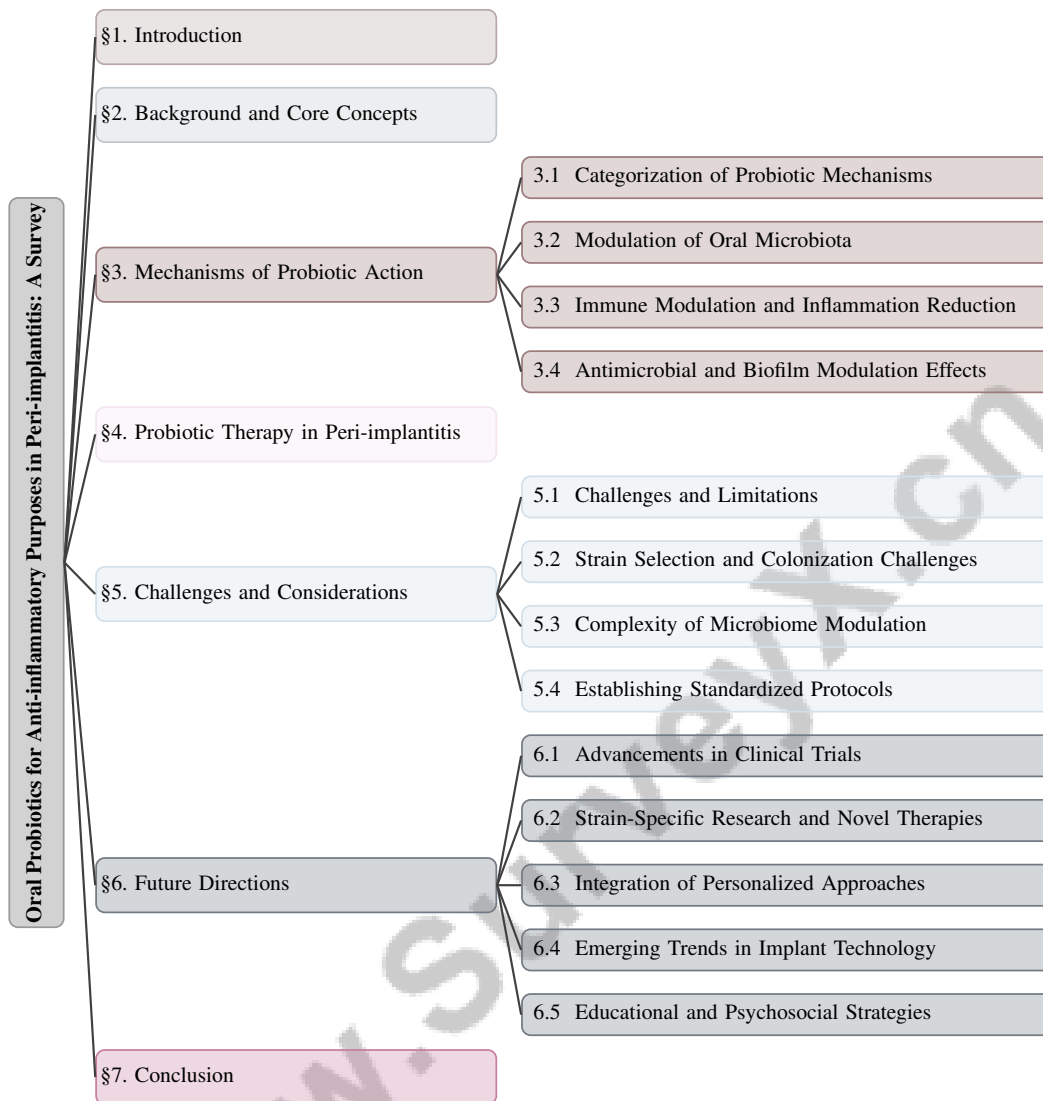 Oral Probiotics for Anti-inflammatory Purposes in Peri-implantitis: A Survey
§1. Introduction
§2. Background and Core Concepts
§3. Mechanisms of Probiotic Action
3.1 Categorization of Probiotic Mechanisms
3.2 Modulation of Oral Microbiota
3.3 Immune Modulation and Inflammation Reduction
3.4 Antimicrobial and Biofilm Modulation Effects
§4. Probiotic Therapy in Peri-implantitis
§5. Challenges and Considerations
5.1 Challenges and Limitations
5.2 Strain Selection and Colonization Challenges
5.3 Complexity of Microbiome Modulation
5.4 Establishing Standardized Protocols
§6. Future Directions
6.1 Advancements in Clinical Trials
6.2 Strain-Specific Research and Novel Therapies
6.3 Integration of Personalized Approaches
6.4 Emerging Trends in Implant Technology
6.5 Educational and Psychosocial Strategies
§7. Conclusion
www.SurveyX.cn